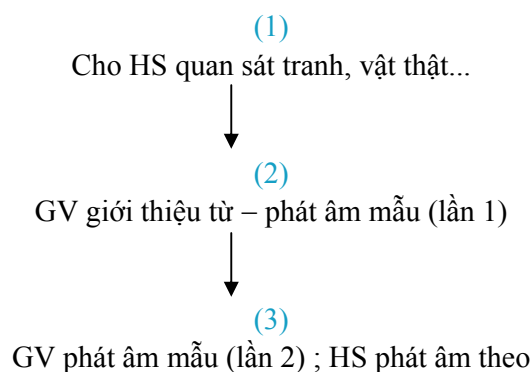 (1)
Cho HS quan sát tranh, vật thật...
(2)
GV giới thiệu từ – phát âm mẫu (lần 1)
(3)
GV phát âm mẫu (lần 2) ; HS phát âm theo